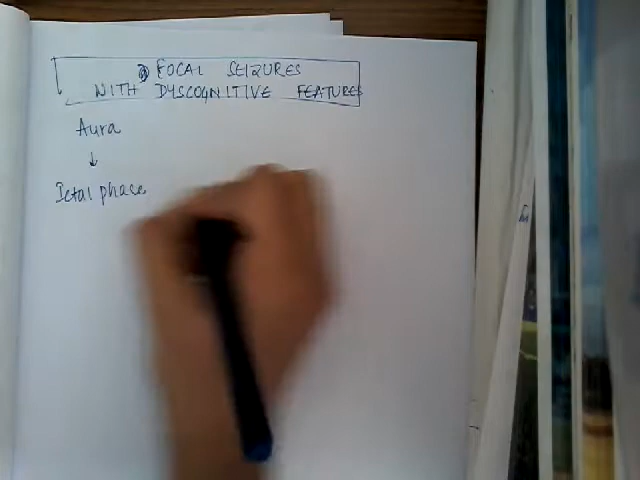 FOCAL SEIZURES
WITH DYSCOGNITIVE FEATURES
Aura
↓
Ictal phase